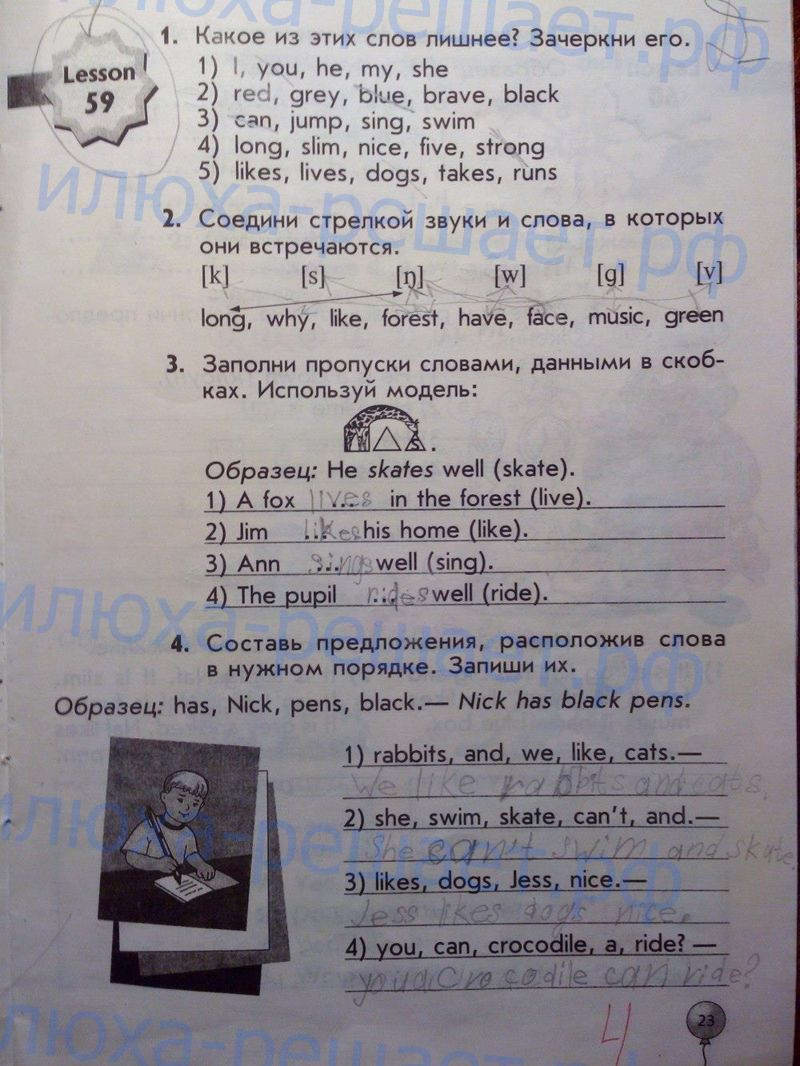 илюха-решает.рф
Lesson
59
1. Какое из этих слов лишнее? Зачеркни его.
1) I, you, he, my, she
2) red, grey, blue, brave, black
3) can, jump, sing, swim
4) long, slim, nice, five, strong
5) likes, lives, dogs, takes, runs
илюха-решает.рф
2. Соедини стрелкой звуки и слова, в которых
они встречаются.
[k] [s] [ŋ] [w] [g] [v]
long, why, like, forest, have, face, music, green
3. Заполни пропуски словами, данными в скоб-
ках. Используй модель:
Образец: He skates well (skate).
1) A fox lives in the forest (live).
2) Jim likes his home (like).
3) Ann sings well (sing).
4) The pupil rides well (ride).
илюха-решает.рф
4. Составь предложения, расположив слова
в нужном порядке. Запиши их.
Образец: has, Nick, pens, black.— Nick has black pens.
1) rabbits, and, we, like, cats.—
We like rabbits and cats.
илюха-решает.рф
2) she, swim, skate, can't, and.—
She can't swim and skate.
3) likes, dogs, Jess, nice.—
Jess likes dogs nice.
4) you, can, crocodile, a, ride? —
you a crocodile can ride?
4
23
илюха-решает.рф